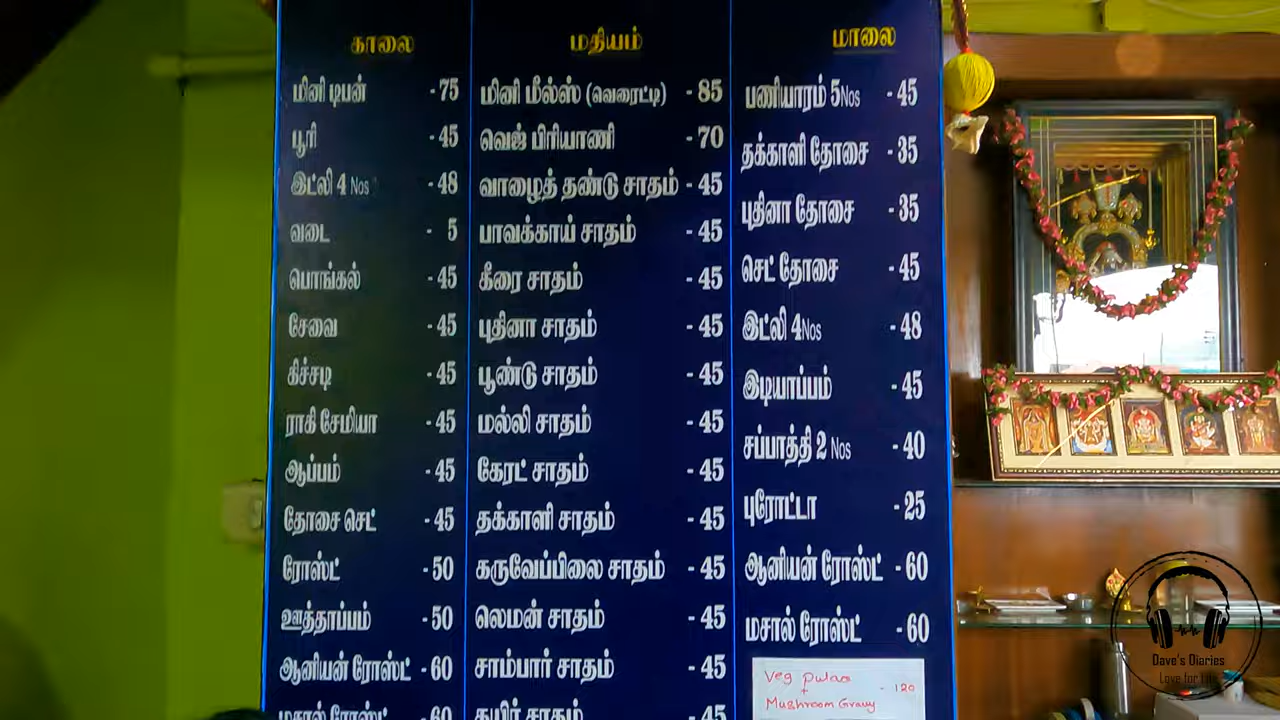 காலை
மினி டிபன் - 75
பூரி - 45
இட்லி 4 Nos - 48
வடை - 5
பொங்கல் - 45
சேவை - 45
கிச்சடி - 45
ராகி சேமியா - 45
ஆப்பம் - 45
தோசை செட் - 45
ரோஸ்ட் - 50
ஊத்தாப்பம் - 50
ஆனியன் ரோஸ்ட் - 60
மசால் ரோஸ்ட் - 60
மதியம்
மினி மீல்ஸ் (வெரைட்டி) - 85
வெஜ் பிரியாணி - 70
வாழைத் தண்டு சாதம் - 45
பாவக்காய் சாதம் - 45
கீரை சாதம் - 45
புதினா சாதம் - 45
பூண்டு சாதம் - 45
மல்லி சாதம் - 45
கேரட் சாதம் - 45
தக்காளி சாதம் - 45
கருவேப்பிலை சாதம் - 45
லெமன் சாதம் - 45
சாம்பார் சாதம் - 45
தயிர் சாதம் - 45
மாலை
பணியாரம் 5Nos - 45
தக்காளி தோசை - 35
புதினா தோசை - 35
செட் தோசை - 45
இட்லி 4Nos - 48
இடியாப்பம் - 45
சப்பாத்தி 2 Nos - 40
புரோட்டா - 25
ஆனியன் ரோஸ்ட் - 60
மசால் ரோஸ்ட் - 60
Veg Pulao
+ - 120
Mushroom Gravy
Dave's Diaries
Love for Life